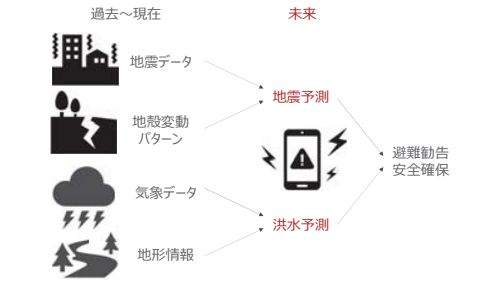 過去～現在
未来
地震データ
地震予測
地殻変動
パターン
避難勧告
安全確保
気象データ
洪水予測
地形情報